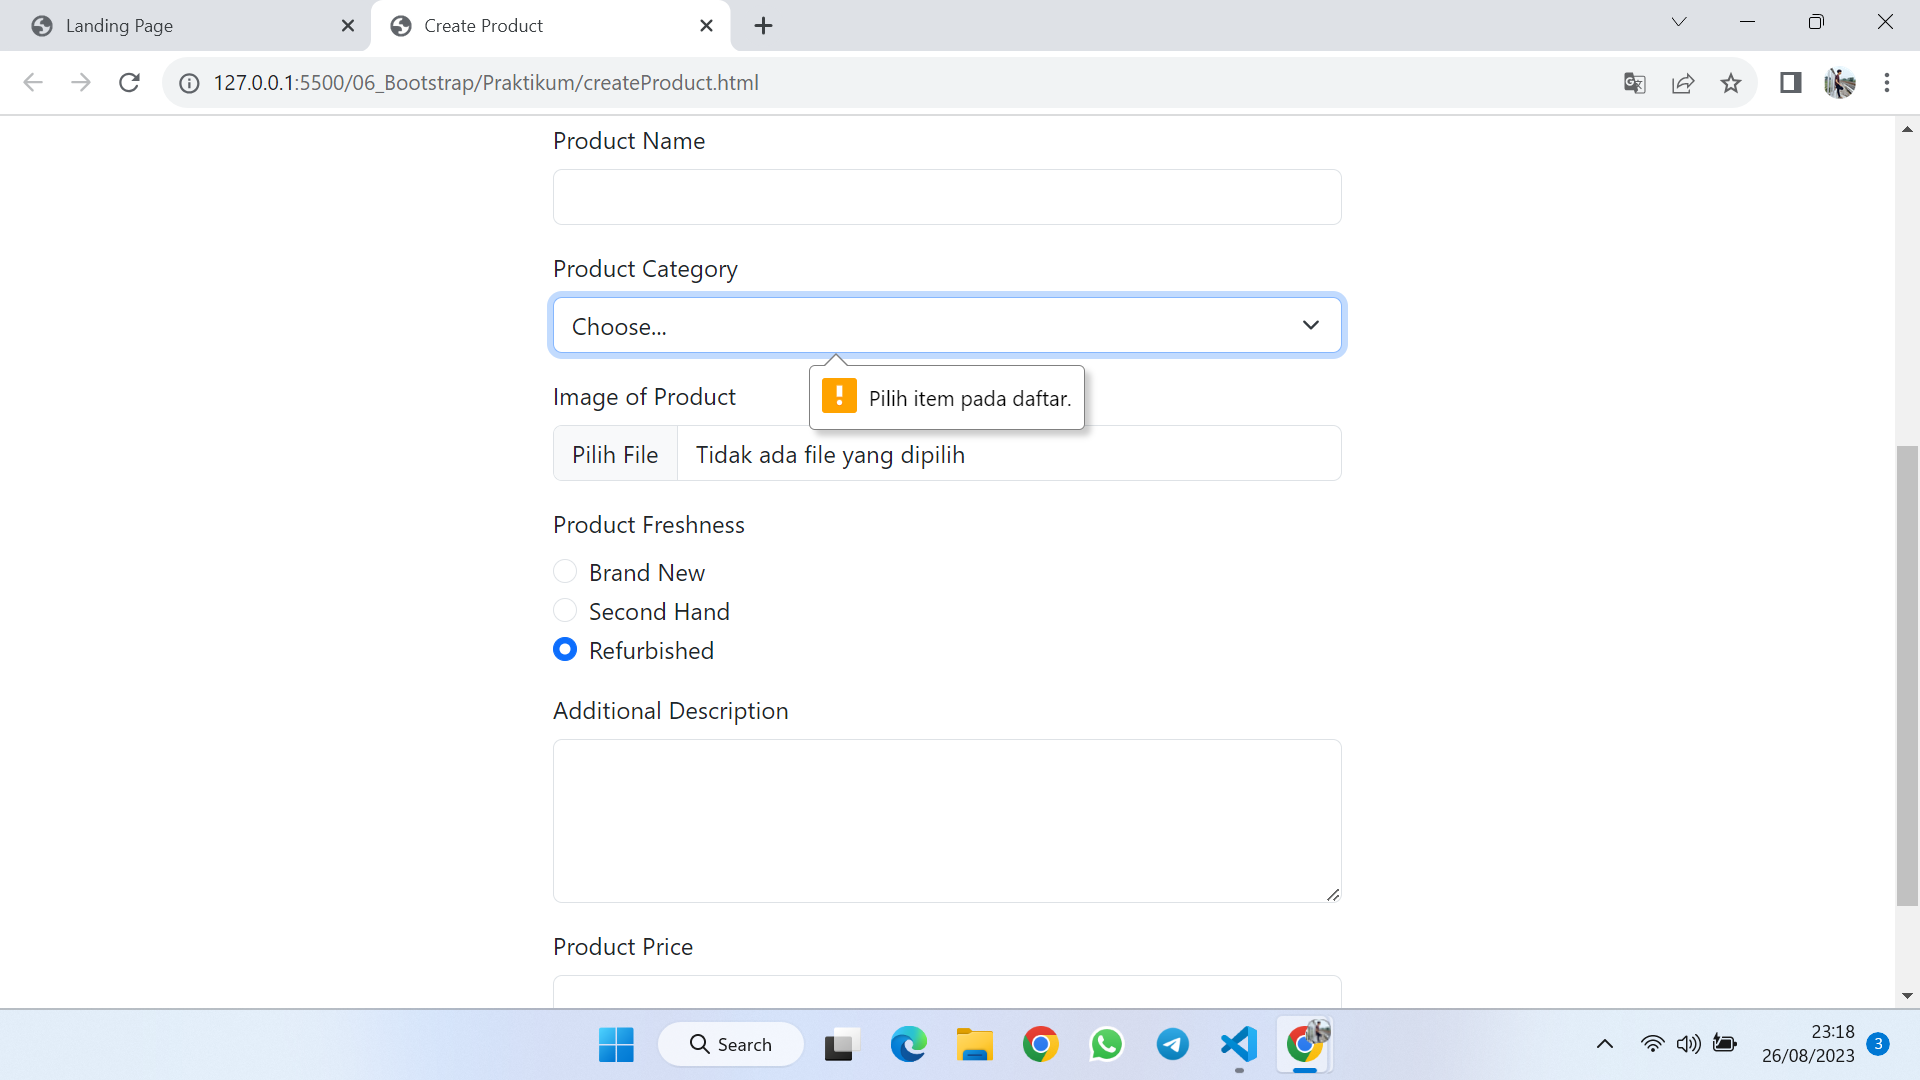 Landing Page
Create Product
127.0.0.1:5500/06_Bootstrap/Praktikum/createProduct.html
Product Name
Product Category
Choose...
Pilih item pada daftar.
Image of Product
Pilih File
Tidak ada file yang dipilih
Product Freshness
Brand New
Second Hand
Refurbished
Additional Description
Product Price
Search
23:18
26/08/2023
3